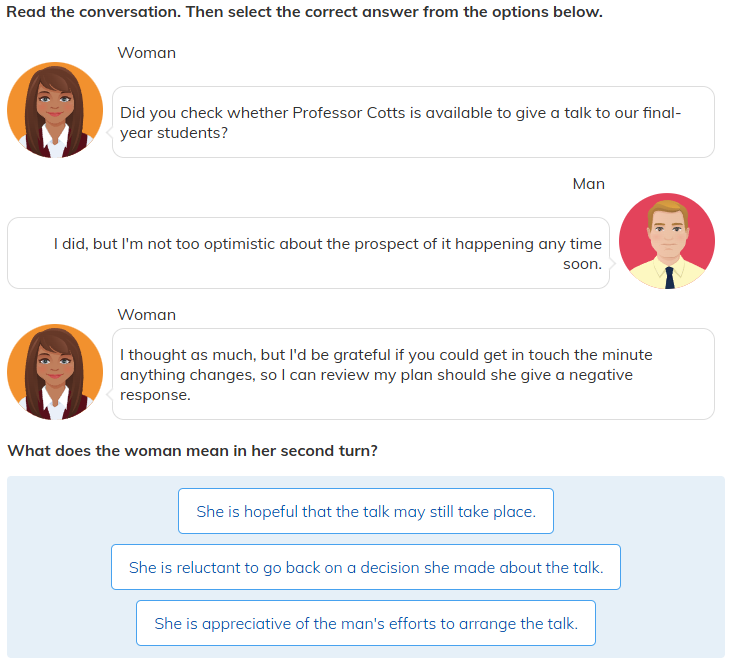 Read the conversation. Then select the correct answer from the options below.
Woman
Did you check whether Professor Cotts is available to give a talk to our final-
year students?
Man
I did, but I'm not too optimistic about the prospect of it happening any time
soon.
Woman
I thought as much, but I'd be grateful if you could get in touch the minute
anything changes, so I can review my plan should she give a negative
response.
What does the woman mean in her second turn?
She is hopeful that the talk may still take place.
She is reluctant to go back on a decision she made about the talk.
She is appreciative of the man's efforts to arrange the talk.